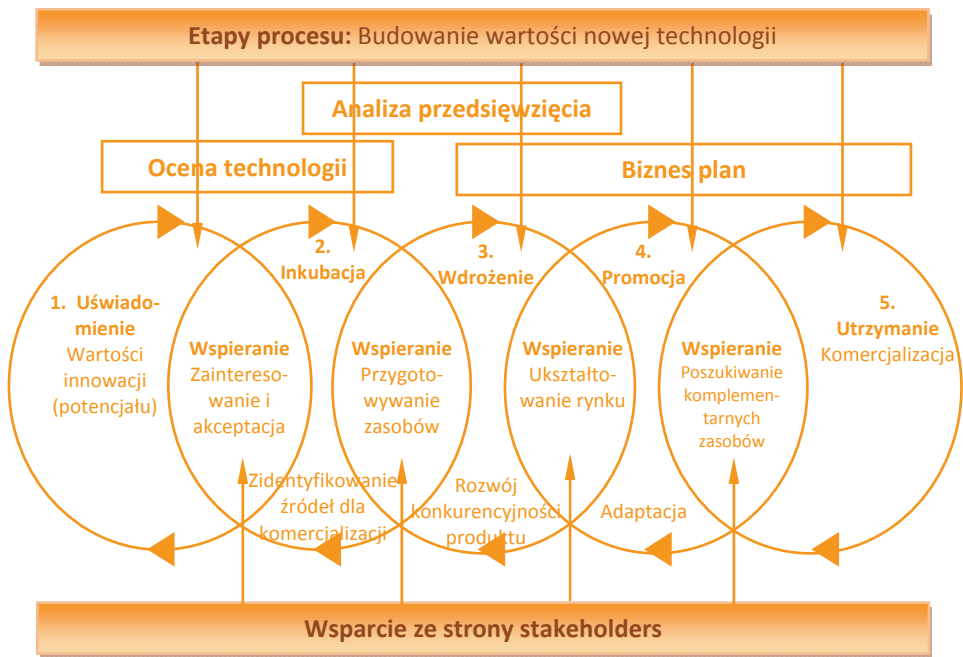 Etapy procesu: Budowanie wartości nowej technologii
Analiza przedsięwzięcia
Ocena technologii
Biznes plan
1. Uświado-
mienie
Wartości
innowacji
(potencjału)
2.
Inkubacja
3.
Wdrożenie
4.
Promocja
5.
Utrzymanie
Komercjalizacja
Wspieranie
Zaintereso-
wanie i
akceptacja
Wspieranie
Przygoto-
wywanie
zasobów
Wspieranie
Ukształto-
wanie rynku
Wspieranie
Poszukiwanie
komplemen-
tarnych
zasobów
Zidentyfikowanie
źródeł dla
komercjalizacji
Rozwój
konkurencyjności
produktu
Adaptacja
Wsparcie ze strony stakeholders